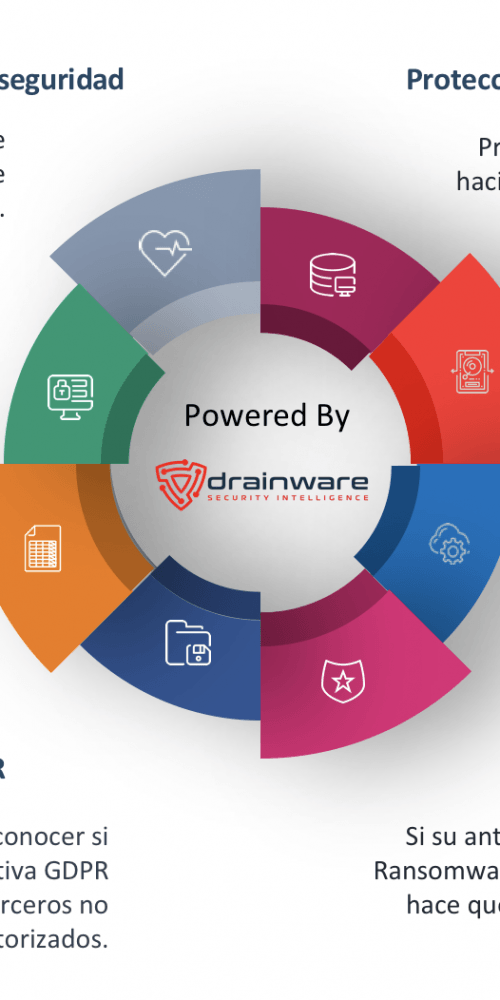 seguridad
Protecc
e
e
.
Pr
haci
Powered By
drainware
SECURITY INTELLIGENCE
R
conocer si
tiva GDPR
rceros no
torizados.
Si su ant
Ransomwa
hace que